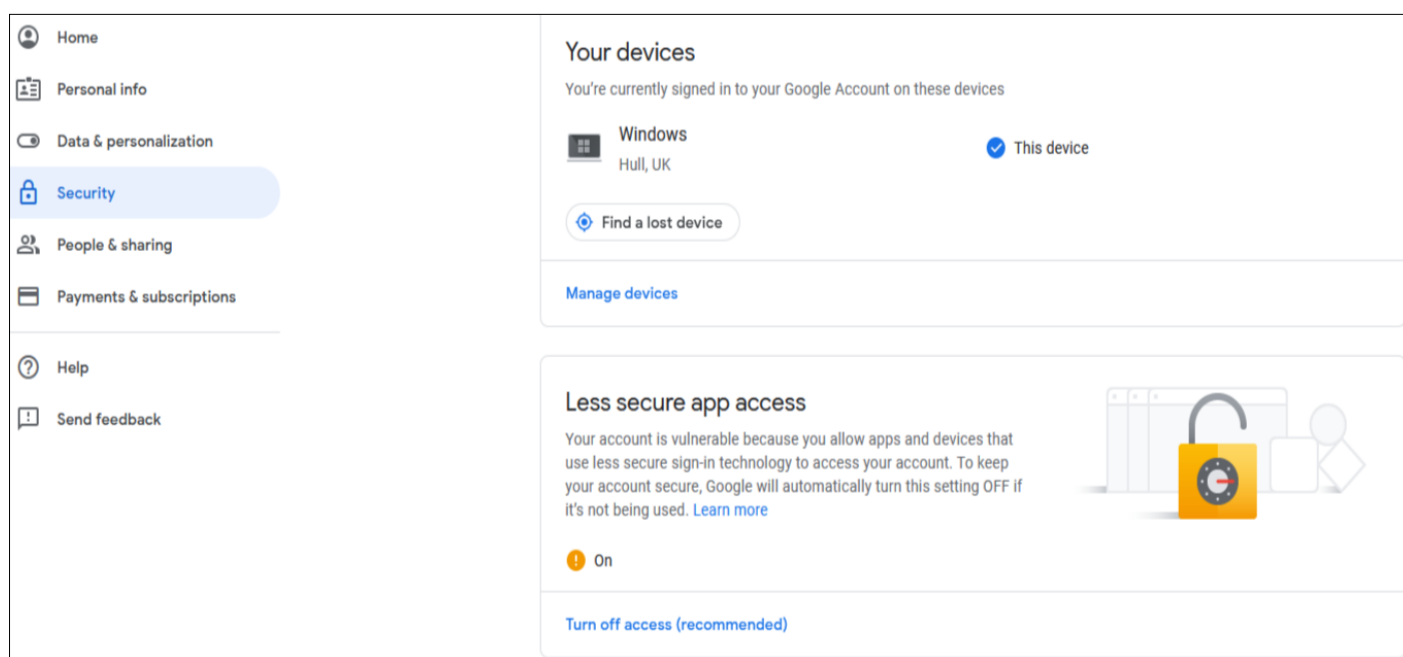 Home
Personal info
Data & personalization
Security
People & sharing
Payments & subscriptions
Help
Send feedback
Your devices
You're currently signed in to your Google Account on these devices
Windows
Hull, UK
This device
Find a lost device
Manage devices
Less secure app access
Your account is vulnerable because you allow apps and devices that
use less secure sign-in technology to access your account. To keep
your account secure, Google will automatically turn this setting OFF if
it's not being used. Learn more
On
Turn off access (recommended)